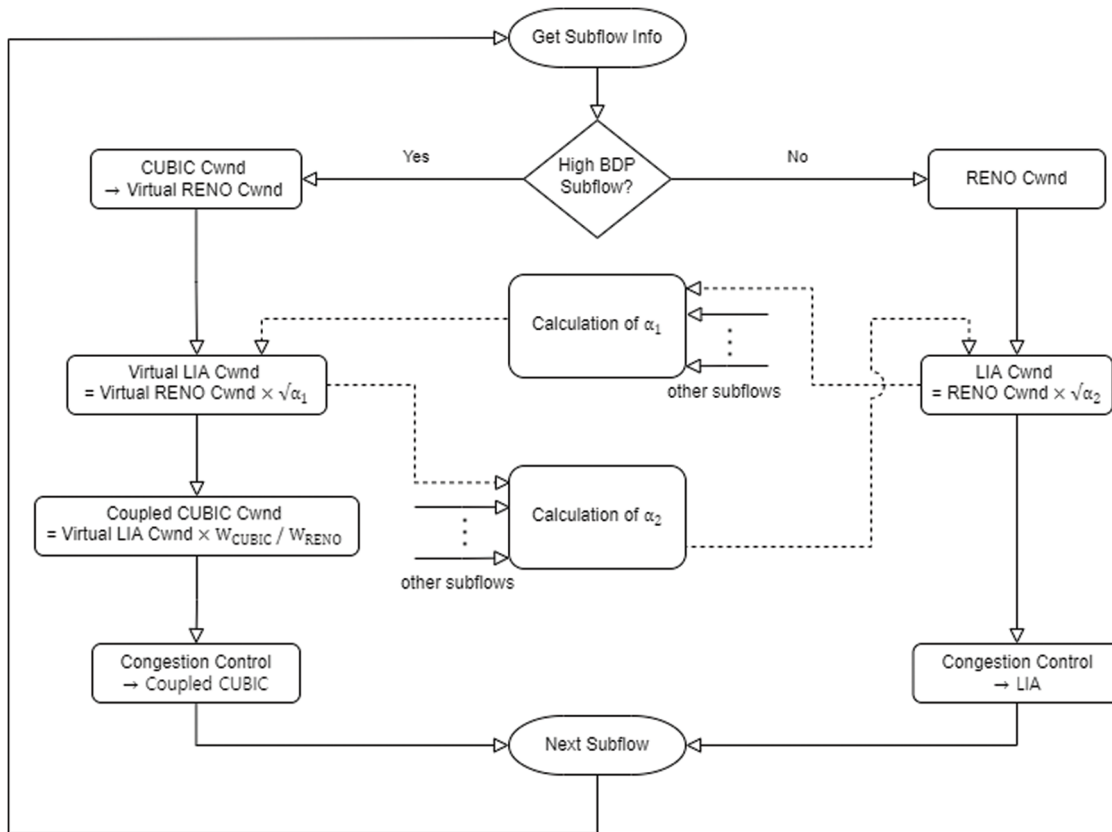 Get Subflow Info
High BDP
Subflow?
Yes
No
CUBIC Cwnd
→ Virtual RENO Cwnd
RENO Cwnd
Calculation of α₁
other subflows
Virtual LIA Cwnd
= Virtual RENO Cwnd × √α₁
LIA Cwnd
= RENO Cwnd × √α₂
Coupled CUBIC Cwnd
= Virtual LIA Cwnd × W_CUBIC / W_RENO
Calculation of α₂
other subflows
Congestion Control
→ Coupled CUBIC
Congestion Control
→ LIA
Next Subflow